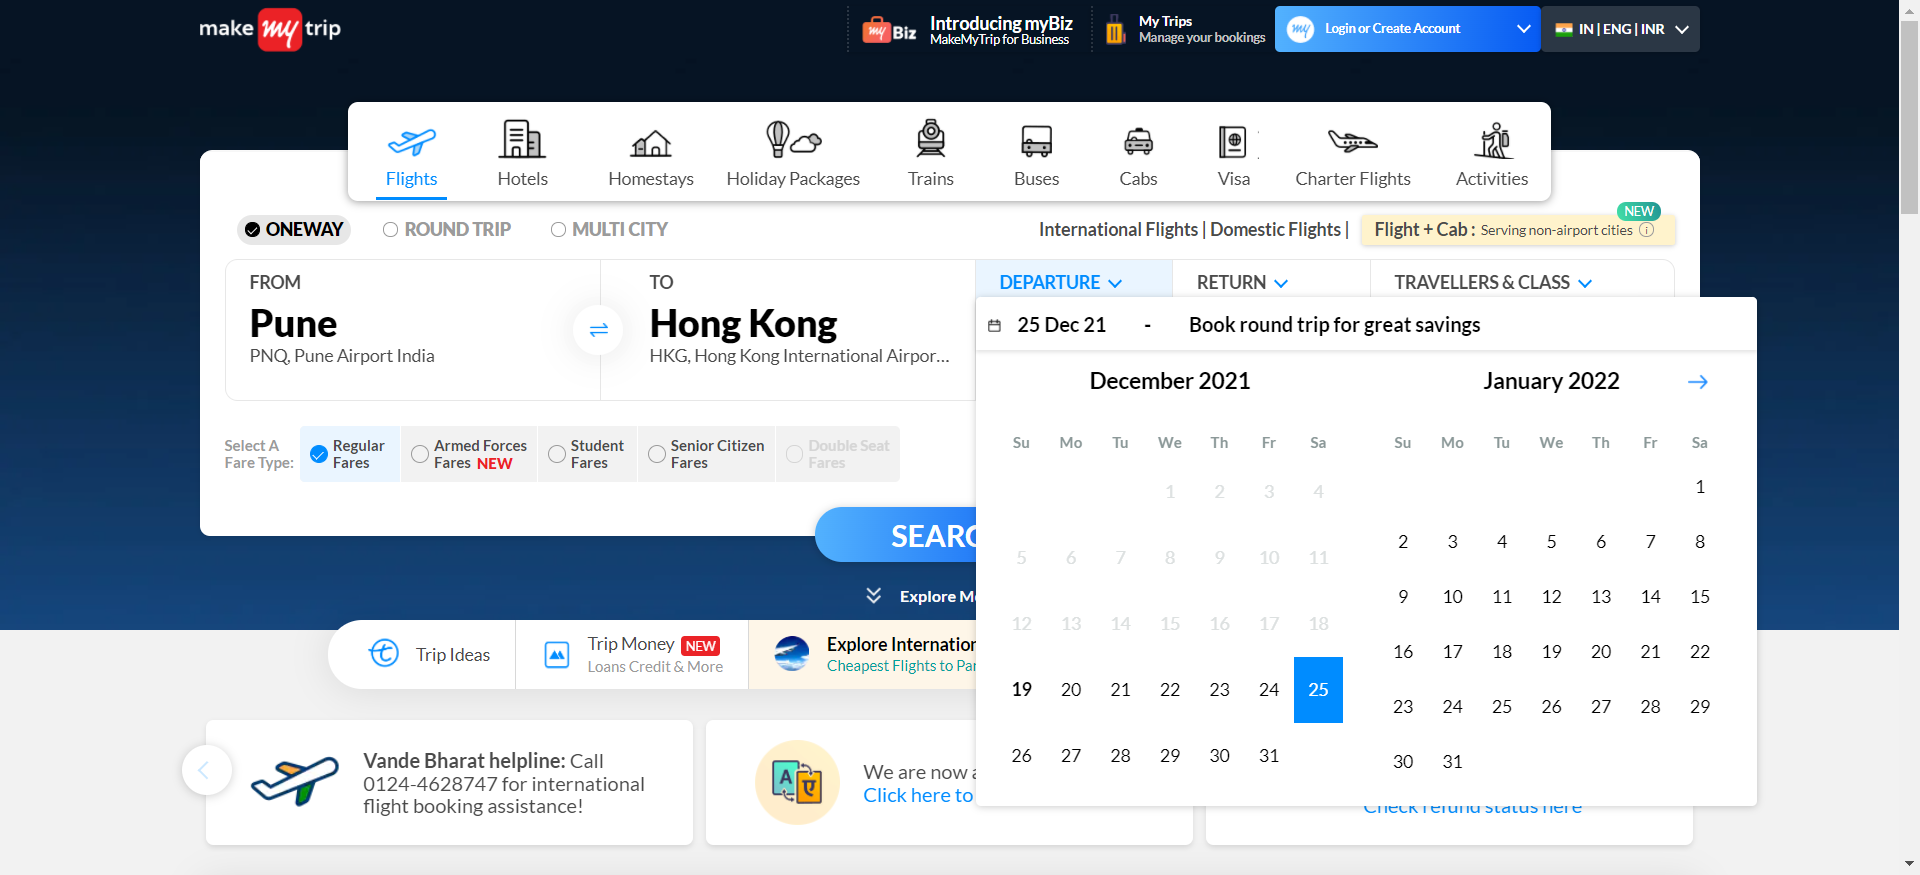 make my trip
my Biz
Introducing myBiz
MakeMyTrip for Business
My Trips
Manage your bookings
my
Login or Create Account
IN | ENG | INR
Flights
Hotels
Homestays
Holiday Packages
Trains
Buses
Cabs
Visa
Charter Flights
Activities
ONEWAY
ROUND TRIP
MULTI CITY
International Flights | Domestic Flights |
NEW
Flight + Cab : Serving non-airport cities
FROM
Pune
PNQ, Pune Airport India
TO
Hong Kong
HKG, Hong Kong International Airpor...
DEPARTURE
RETURN
TRAVELLERS & CLASS
25 Dec 21 - Book round trip for great savings
December 2021
Su Mo Tu We Th Fr Sa
1 2 3 4
5 6 7 8 9 10 11
12 13 14 15 16 17 18
19 20 21 22 23 24 25
26 27 28 29 30 31
January 2022
Su Mo Tu We Th Fr Sa
1
2 3 4 5 6 7 8
9 10 11 12 13 14 15
16 17 18 19 20 21 22
23 24 25 26 27 28 29
30 31
Select A
Fare Type:
Regular
Fares
Armed Forces
Fares NEW
Student
Fares
Senior Citizen
Fares
Double Seat
Fares
SEARC
Explore Mo
Trip Ideas
Trip Money NEW
Loans Credit & More
Explore Internation
Cheapest Flights to Par
Vande Bharat helpline: Call
0124-4628747 for international
flight booking assistance!
A
ए
We are now a
Click here to
Check refund status here